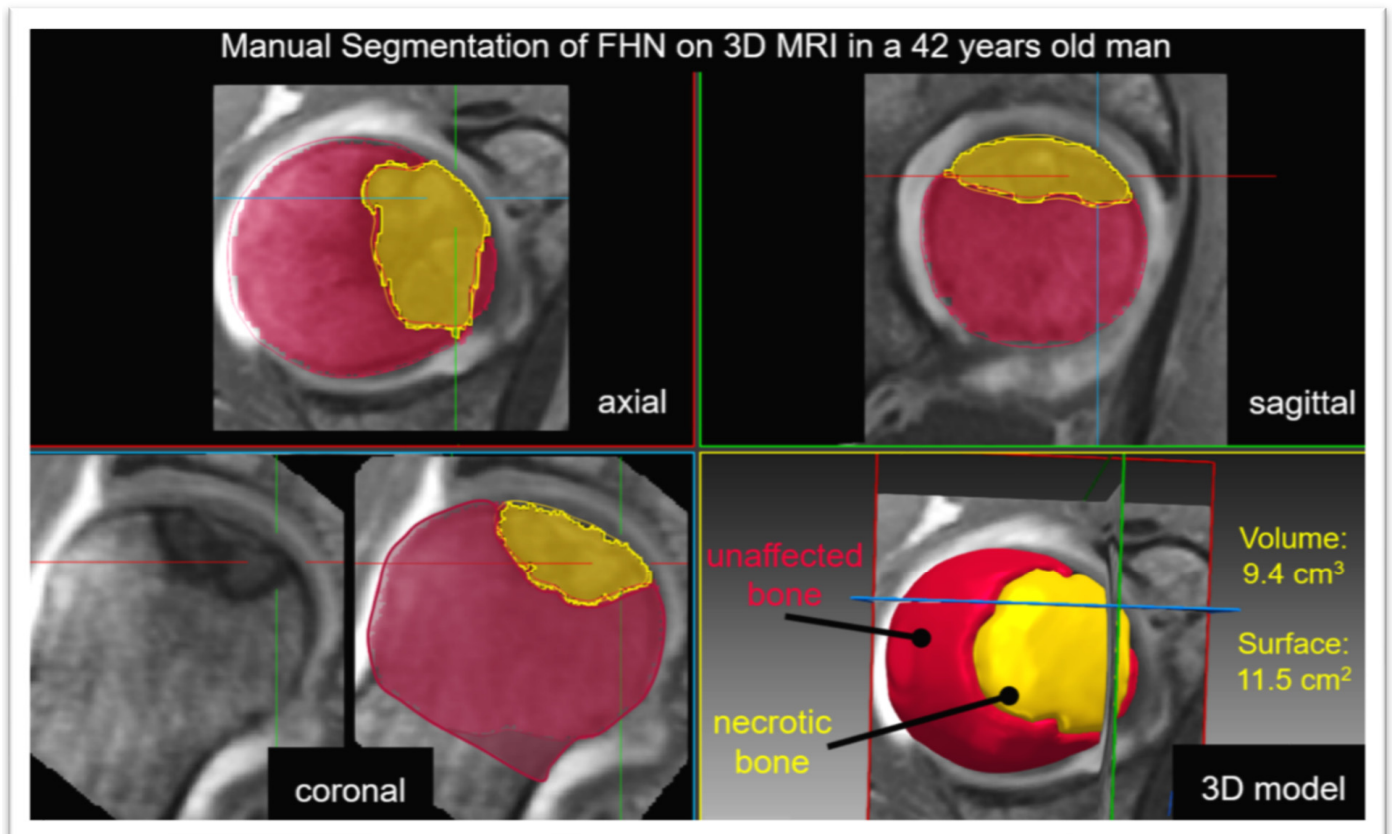 Manual Segmentation of FHN on 3D MRI in a 42 years old man
axial
sagittal
coronal
unaffected
bone
necrotic
bone
Volume:
9.4 cm³
Surface:
11.5 cm²
3D model